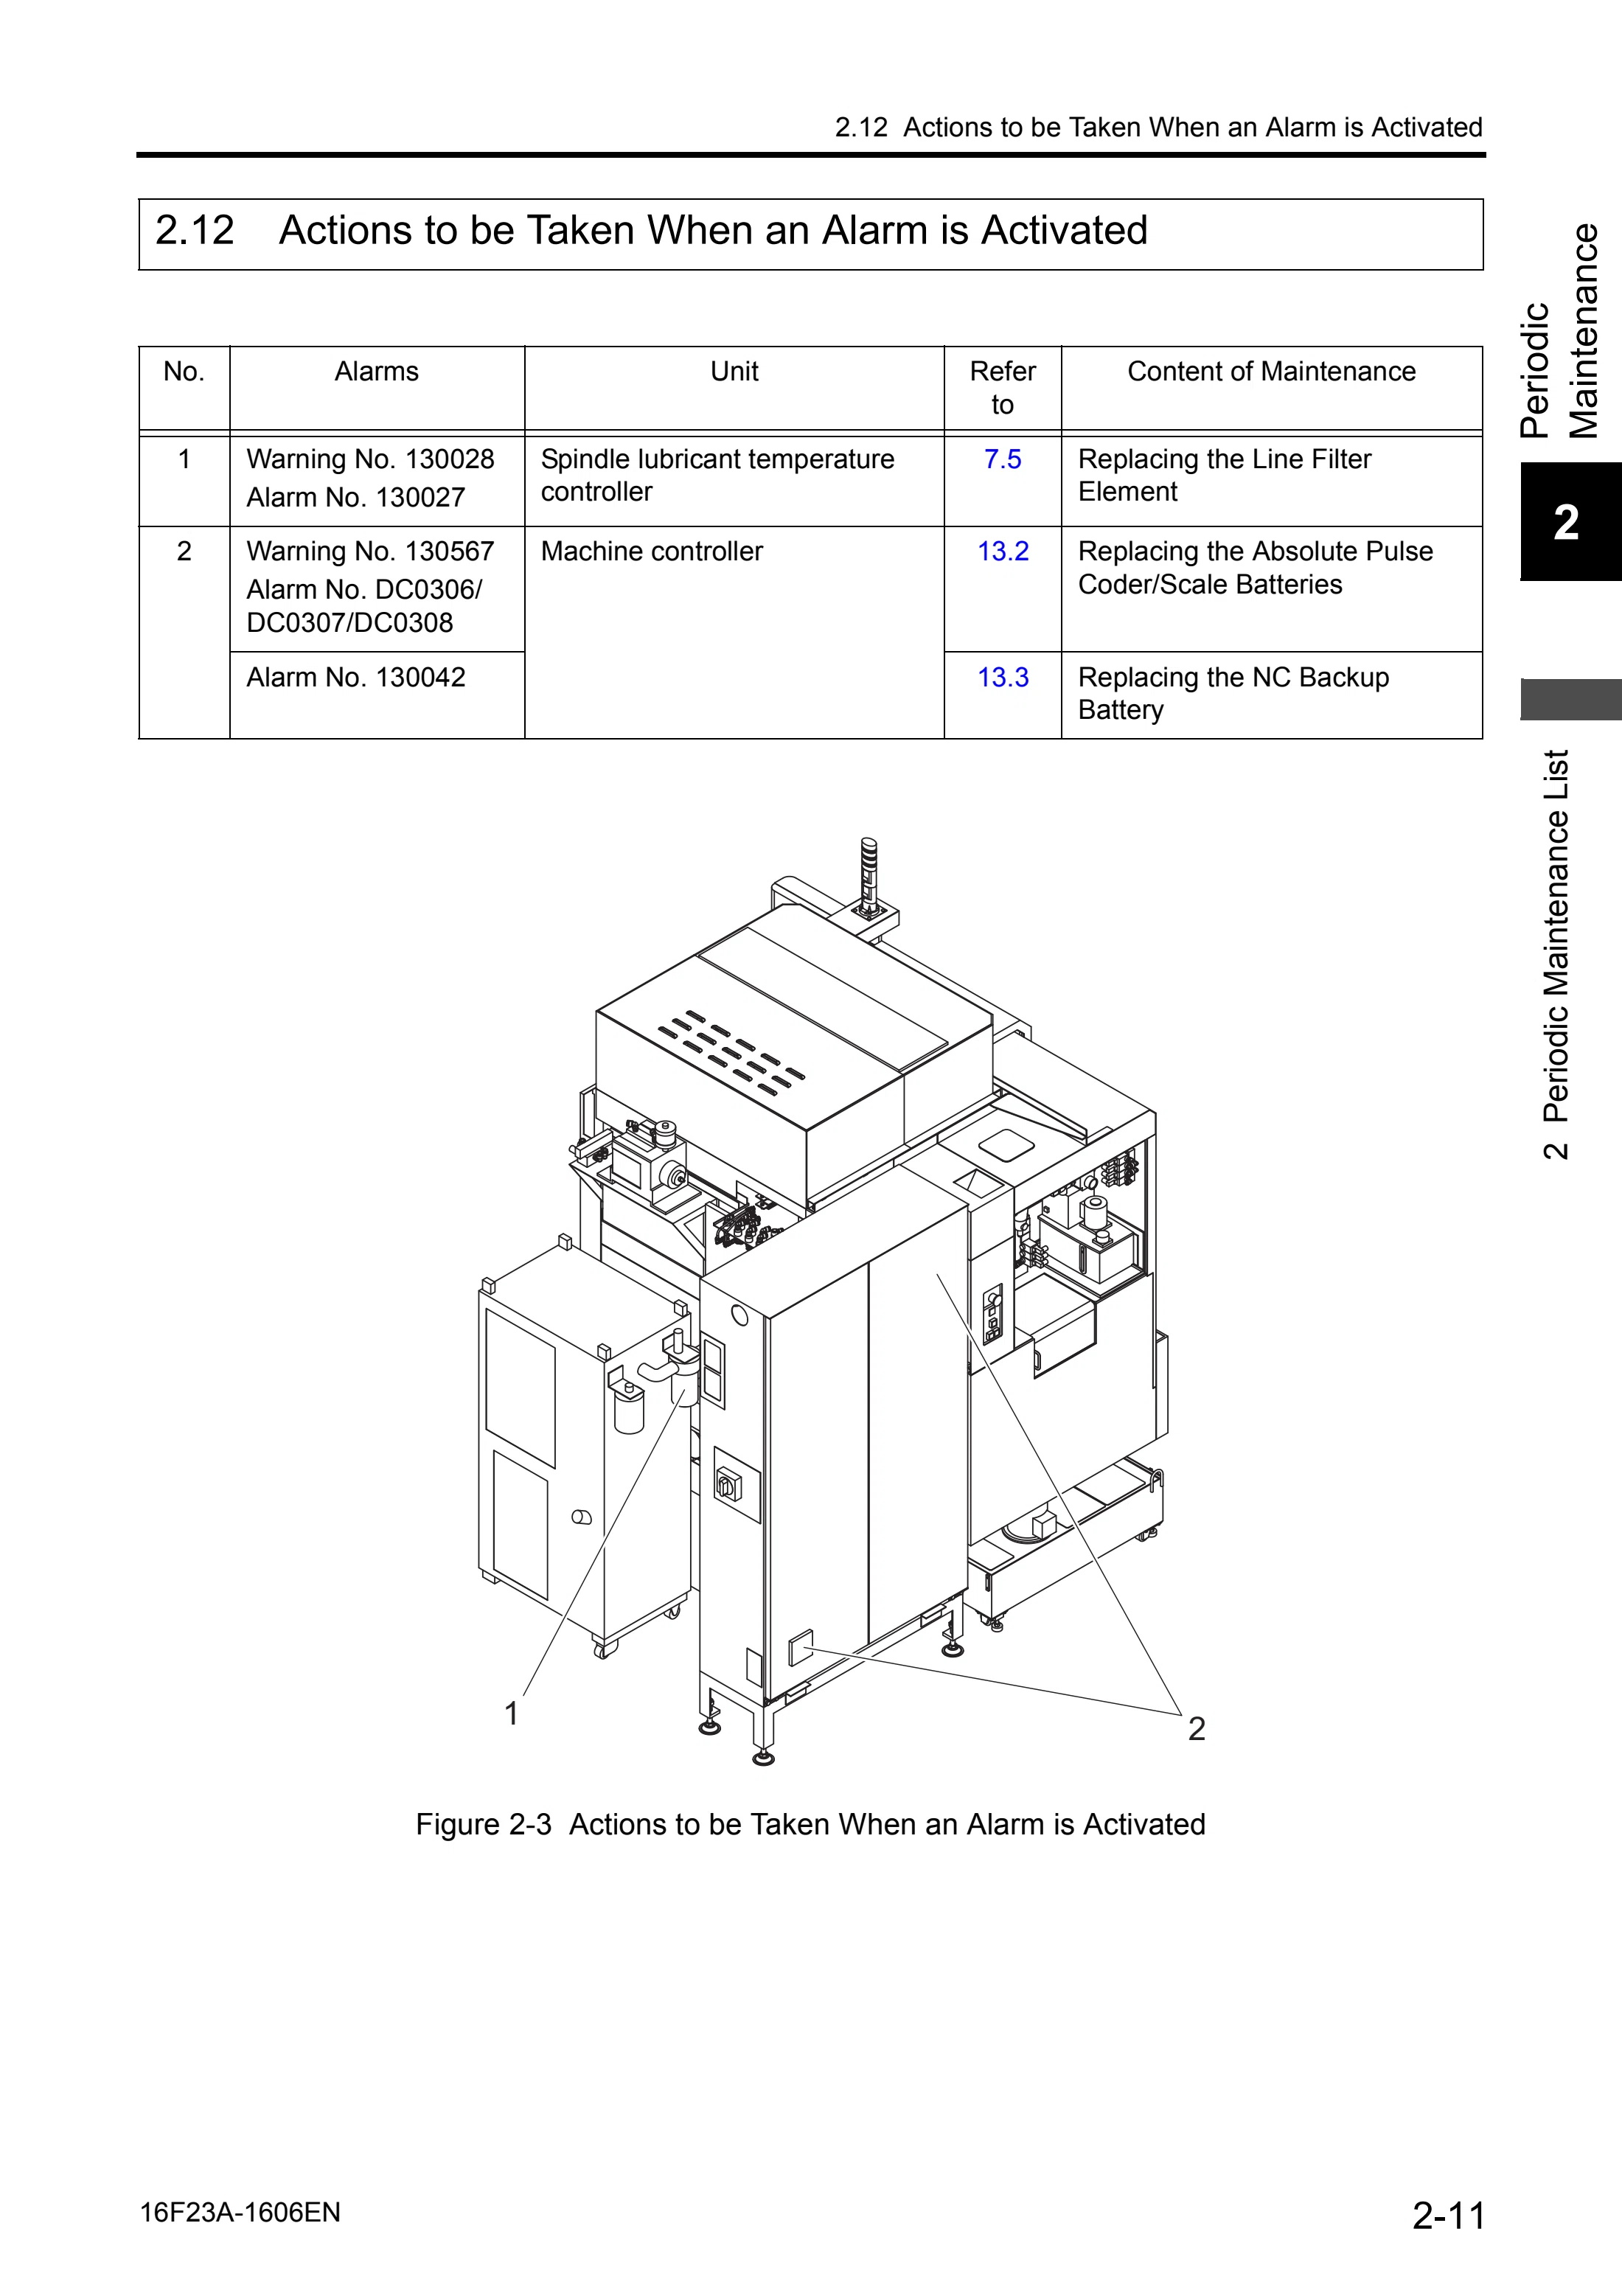 2.12 Actions to be Taken When an Alarm is Activated
2.12 Actions to be Taken When an Alarm is Activated
No.
Alarms
Unit
Refer
to
Content of Maintenance
1
Warning No. 130028
Alarm No. 130027
Spindle lubricant temperature
controller
7.5
Replacing the Line Filter
Element
2
Warning No. 130567
Alarm No. DC0306/
DC0307/DC0308
Machine controller
13.2
Replacing the Absolute Pulse
Coder/Scale Batteries
Alarm No. 130042
13.3
Replacing the NC Backup
Battery
1
2
Figure 2-3 Actions to be Taken When an Alarm is Activated
Periodic
Maintenance
2
2 Periodic Maintenance List
16F23A-1606EN
2-11